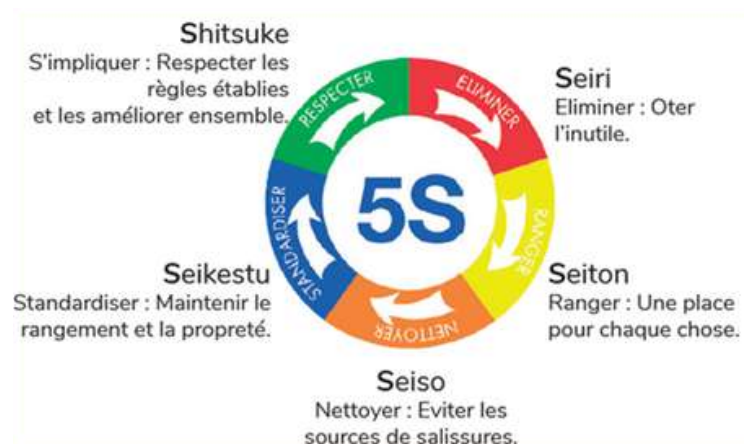 Shitsuke
S'impliquer : Respecter les
règles établies
et les améliorer ensemble.
RESPECTER
ELIMINER
Seiri
Eliminer : Oter
l'inutile.
5S
STANDARDISER
RANGER
Seikestu
Standardiser : Maintenir le
rangement et la propreté.
Seiton
Ranger : Une place
pour chaque chose.
NETTOYER
Seiso
Nettoyer : Eviter les
sources de salissures.